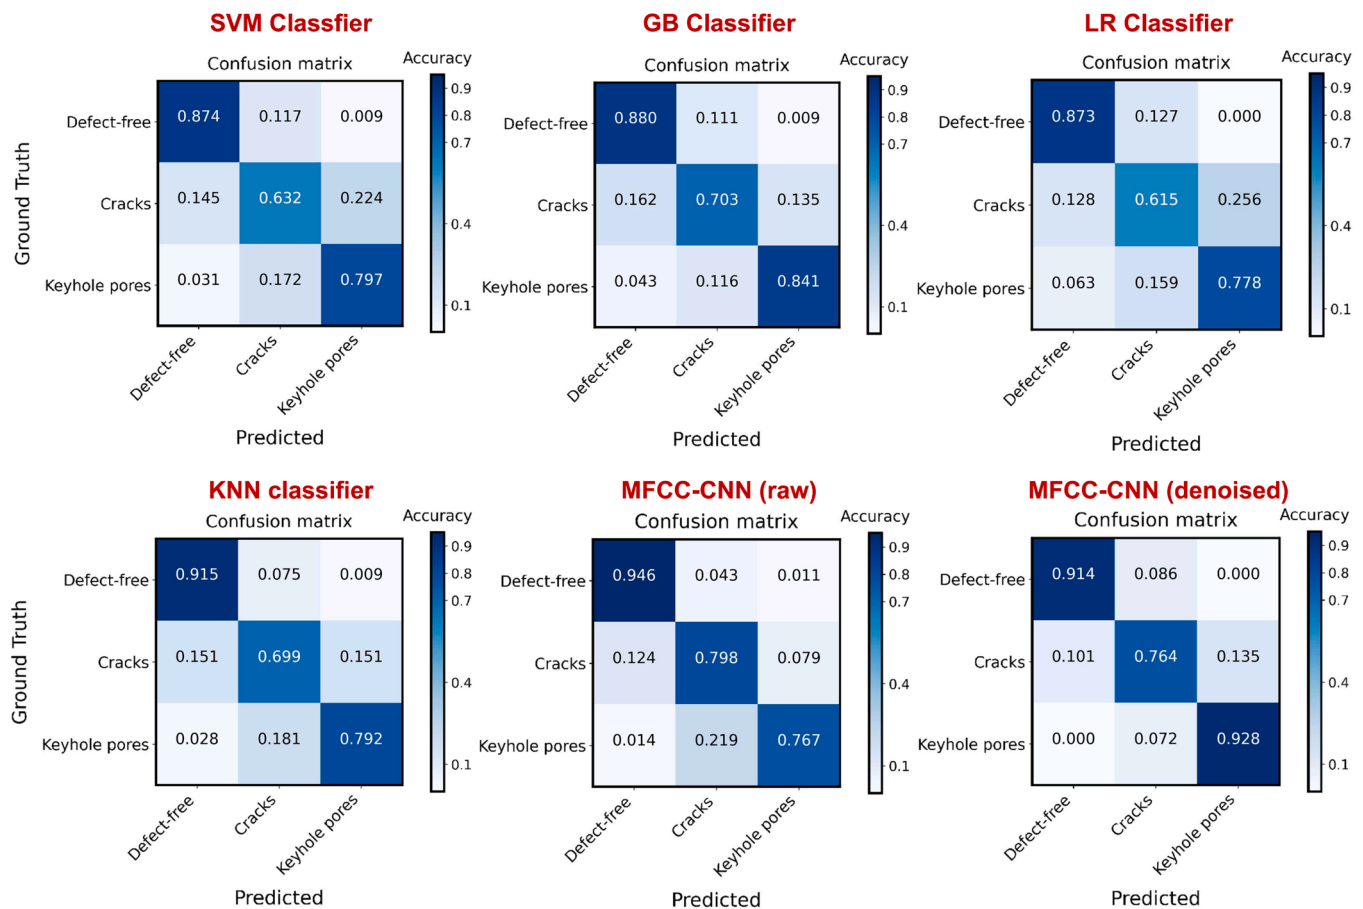 SVM Classfier
Confusion matrix
Accuracy
Ground Truth
Defect-free
0.874 0.117 0.009
Cracks
0.145 0.632 0.224
Keyhole pores
0.031 0.172 0.797
0.9
0.8
0.7
0.4
0.1
Defect-free
Cracks
Keyhole pores
Predicted
GB Classifier
Confusion matrix
Accuracy
Defect-free
0.880 0.111 0.009
Cracks
0.162 0.703 0.135
Keyhole pores
0.043 0.116 0.841
0.9
0.8
0.7
0.4
0.1
Defect-free
Cracks
Keyhole pores
Predicted
LR Classifier
Confusion matrix
Accuracy
Defect-free
0.873 0.127 0.000
Cracks
0.128 0.615 0.256
Keyhole pores
0.063 0.159 0.778
0.9
0.8
0.7
0.4
0.1
Defect-free
Cracks
Keyhole pores
Predicted
KNN classifier
Confusion matrix
Accuracy
Ground Truth
Defect-free
0.915 0.075 0.009
Cracks
0.151 0.699 0.151
Keyhole pores
0.028 0.181 0.792
0.9
0.8
0.7
0.4
0.1
Defect-free
Cracks
Keyhole pores
Predicted
MFCC-CNN (raw)
Confusion matrix
Accuracy
Defect-free
0.946 0.043 0.011
Cracks
0.124 0.798 0.079
Keyhole pores
0.014 0.219 0.767
0.9
0.8
0.7
0.4
0.1
Defect-free
Cracks
Keyhole pores
Predicted
MFCC-CNN (denoised)
Confusion matrix
Accuracy
Defect-free
0.914 0.086 0.000
Cracks
0.101 0.764 0.135
Keyhole pores
0.000 0.072 0.928
0.9
0.8
0.7
0.4
0.1
Defect-free
Cracks
Keyhole pores
Predicted